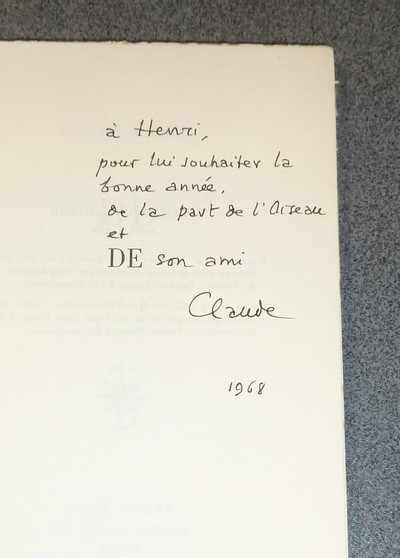 à Henri,
pour lui souhaiter la
bonne année,
de la part de l'Oiseau
et
DE son ami
Claude
1968